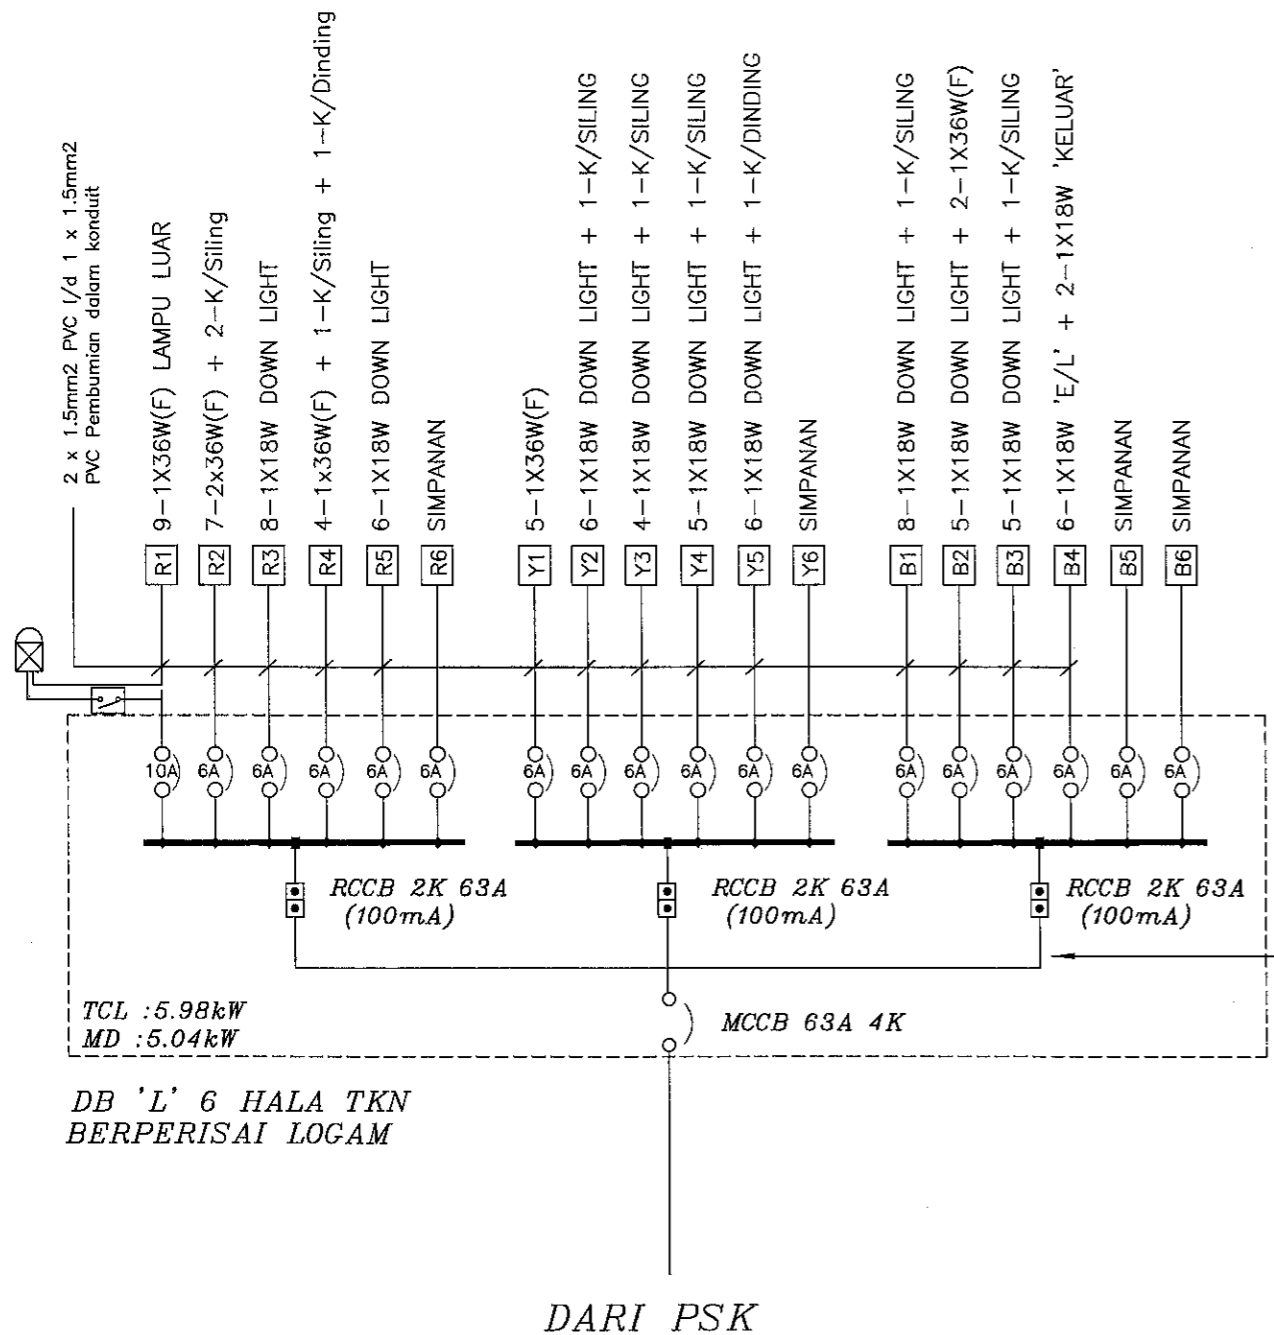 2 x 1.5mm2 PVC l/d 1 x 1.5mm2
PVC Pembumian dalam konduit
R1 9-1X36W(F) LAMPU LUAR
R2 7-2x36W(F) + 2-K/Siling
R3 8-1X18W DOWN LIGHT
R4 4-1x36W(F) + 1-K/Siling + 1-K/Dinding
R5 6-1X18W DOWN LIGHT
R6 SIMPANAN
Y1 5-1X36W(F)
Y2 6-1X18W DOWN LIGHT + 1-K/SILING
Y3 4-1X18W DOWN LIGHT + 1-K/SILING
Y4 5-1X18W DOWN LIGHT + 1-K/SILING
Y5 6-1X18W DOWN LIGHT + 1-K/DINDING
Y6 SIMPANAN
B1 8-1X18W DOWN LIGHT + 1-K/SILING
B2 5-1X18W DOWN LIGHT + 2-1X36W(F)
B3 5-1X18W DOWN LIGHT + 1-K/SILING
B4 6-1X18W 'E/L' + 2-1X18W 'KELUAR'
B5 SIMPANAN
B6 SIMPANAN
10A 6A 6A 6A 6A 6A 6A 6A 6A 6A 6A 6A 6A 6A 6A 6A 6A 6A
RCCB 2K 63A
(100mA)
RCCB 2K 63A
(100mA)
RCCB 2K 63A
(100mA)
TCL :5.98kW
MD :5.04kW
MCCB 63A 4K
DB 'L' 6 HALA TKN
BERPERISAI LOGAM
DARI PSK